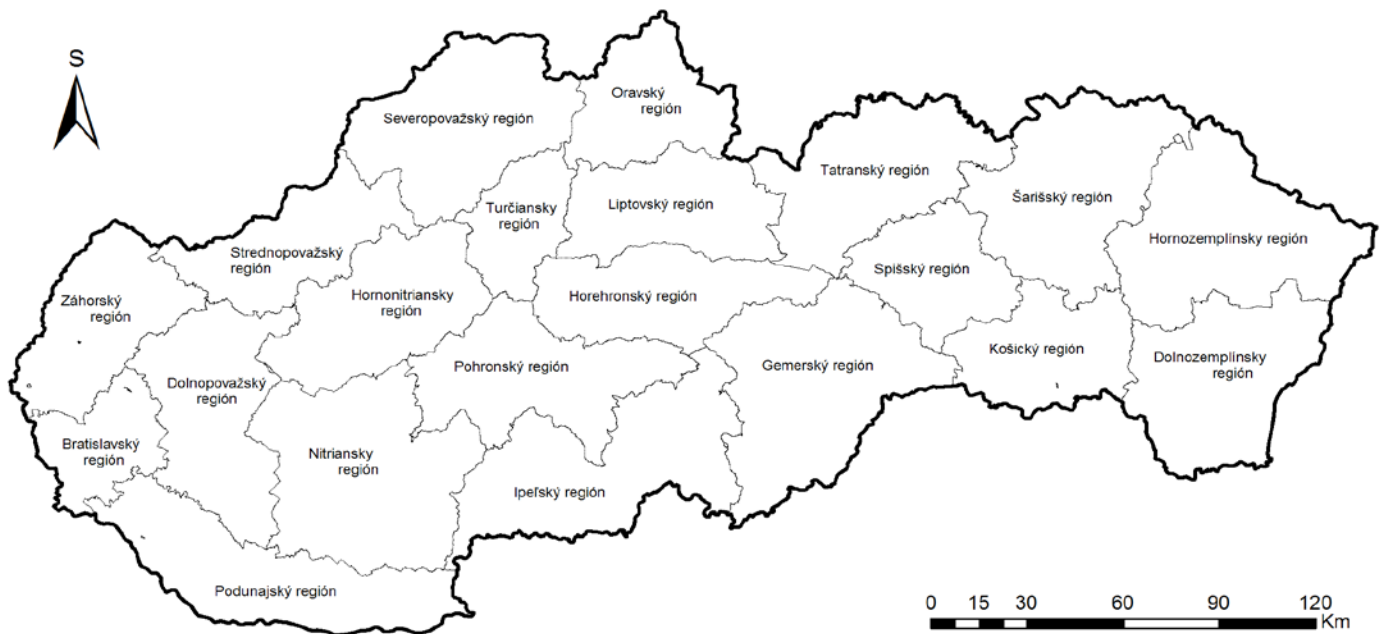 S
Oravský
región
Severopovažský región
Tatranský región
Šarišský región
Turčiansky
región
Liptovský región
Hornozemplínsky región
Strednopovažský
región
Spišský región
Záhorský
región
Hornonitriansky
región
Horehronský región
Košický región
Dolnozemplínsky
región
Pohronský región
Gemerský región
Dolnopovažský
región
Bratislavský
región
Nitriansky
región
Ipeľský región
Podunajský región
0 15 30 60 90 120
Km